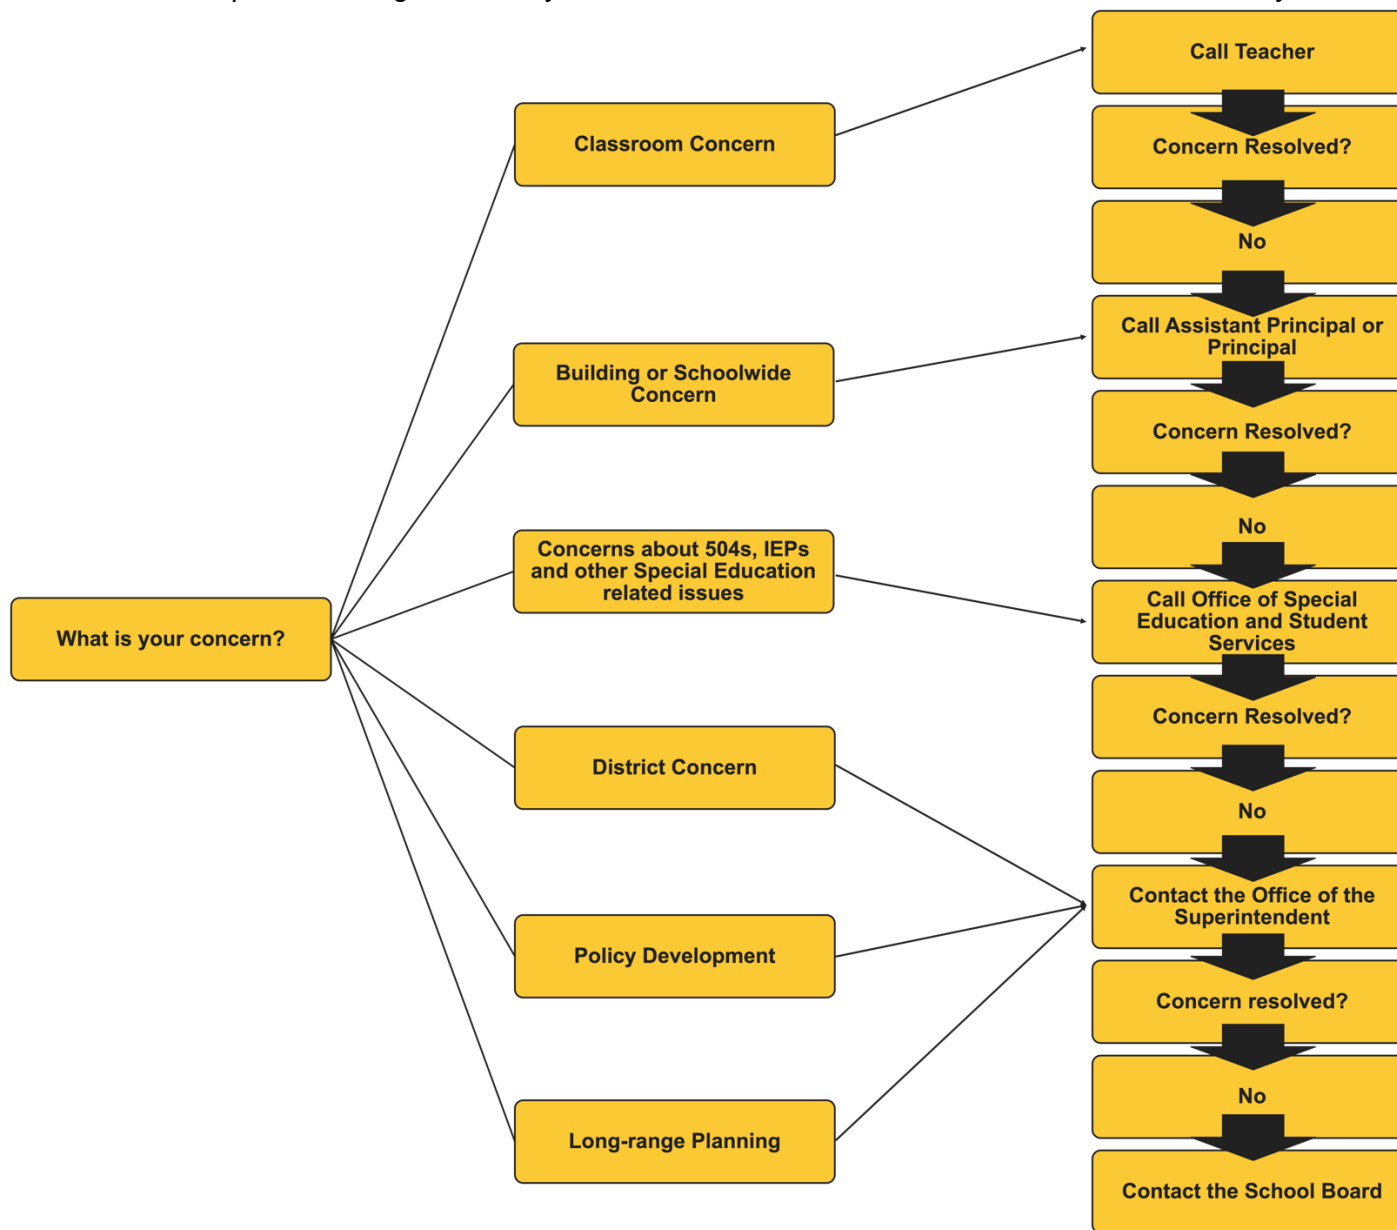 What is your concern?
Classroom Concern
Building or Schoolwide
Concern
Concerns about 504s, IEPs
and other Special Education
related issues
District Concern
Policy Development
Long-range Planning
Call Teacher
Concern Resolved?
No
Call Assistant Principal or
Principal
Concern Resolved?
No
Call Office of Special
Education and Student
Services
Concern Resolved?
No
Contact the Office of the
Superintendent
Concern resolved?
No
Contact the School Board